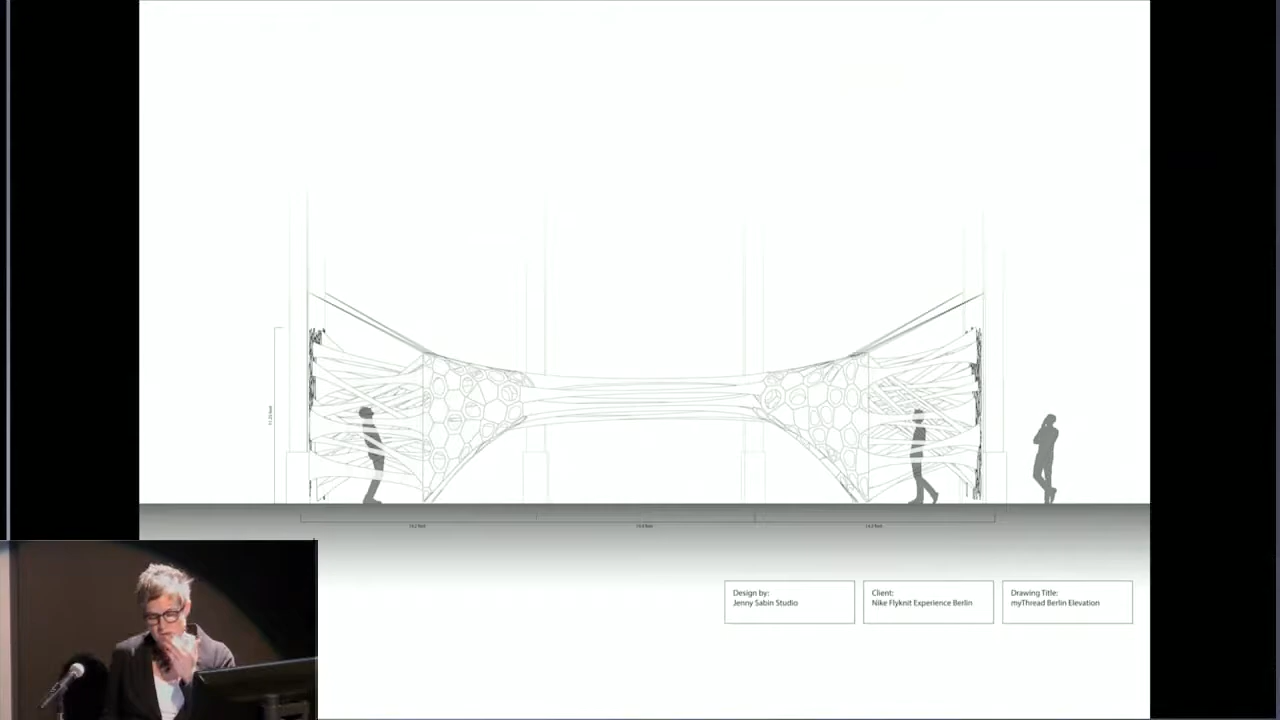 Design by:
Jenny Sabin Studio
Client:
Nike Flyknit Experience Berlin
Drawing Title:
myThread Berlin Elevation